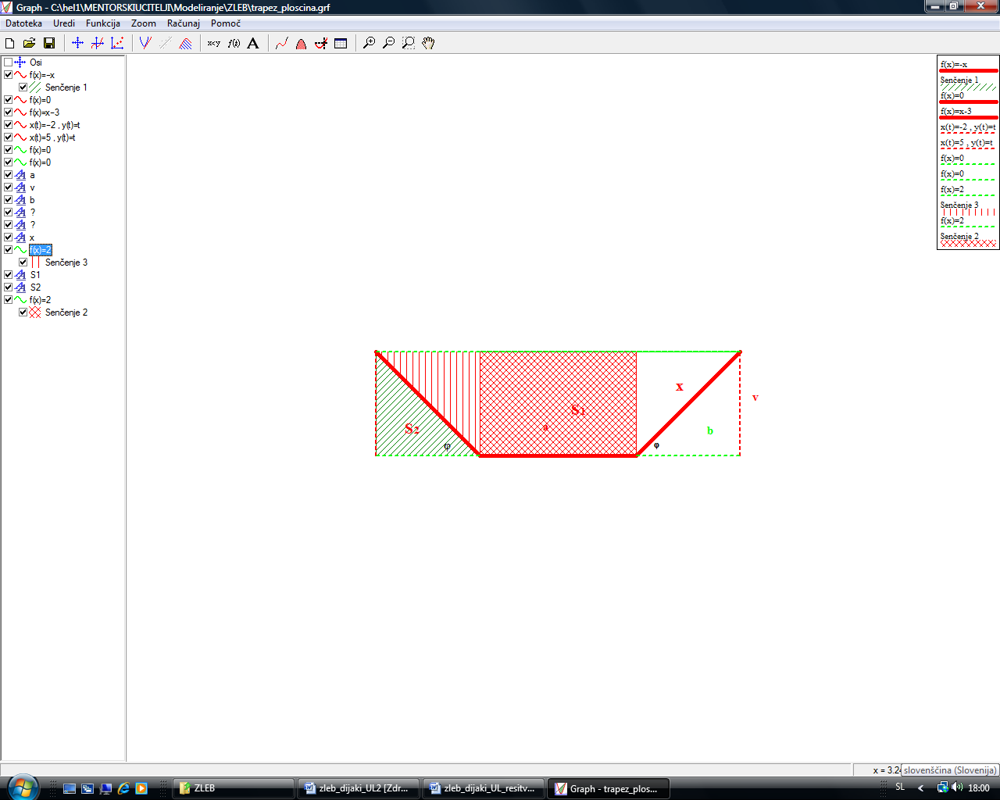 Graph - C:\hel1\MENTORSKIUCITELJI\Modeliranje\ZLEB\trapez_ploscina.grf
Datoteka Uredi Funkcija Zoom Računaj Pomoč
Osi
f(x)=-x
Senčenje 1
f(x)=0
f(x)=x-3
x(t)=-2 , y(t)=t
x(t)=5 , y(t)=t
f(x)=0
f(x)=0
a
v
b
?
?
x
f(x)=2
Senčenje 3
S1
S2
f(x)=2
Senčenje 2
f(x)=-x
Senčenje 1
f(x)=0
f(x)=x-3
x(t)=-2 , y(t)=t
x(t)=5 , y(t)=t
f(x)=0
f(x)=0
f(x)=2
Senčenje 3
f(x)=2
Senčenje 2
x
v
S1
a
S2
b
φ
φ
x = 3.2
slovenščina (Slovenija)
ZLEB
zleb_dijaki_UL2 [Zdr...
zleb_dijaki_UL_resitv...
Graph - trapez_plos...
SL
18:00